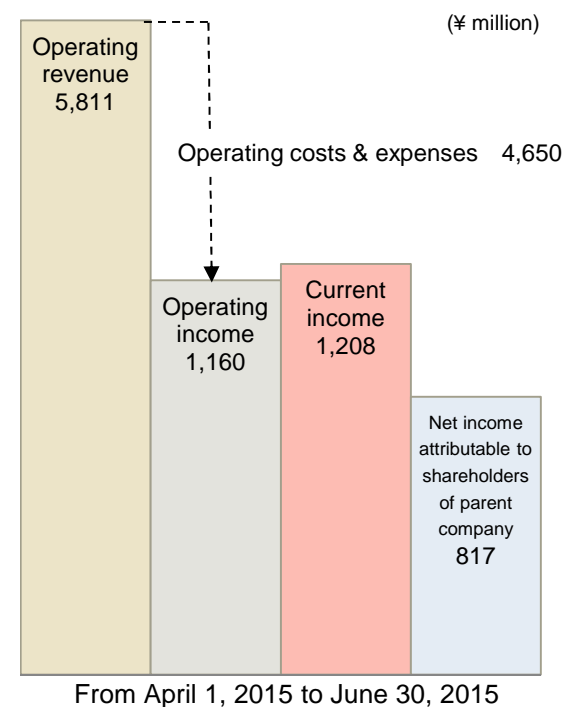 (¥ million)
Operating
revenue
5,811
Operating costs & expenses 4,650
Operating
income
1,160
Current
income
1,208
Net income
attributable to
shareholders
of parent
company
817
From April 1, 2015 to June 30, 2015